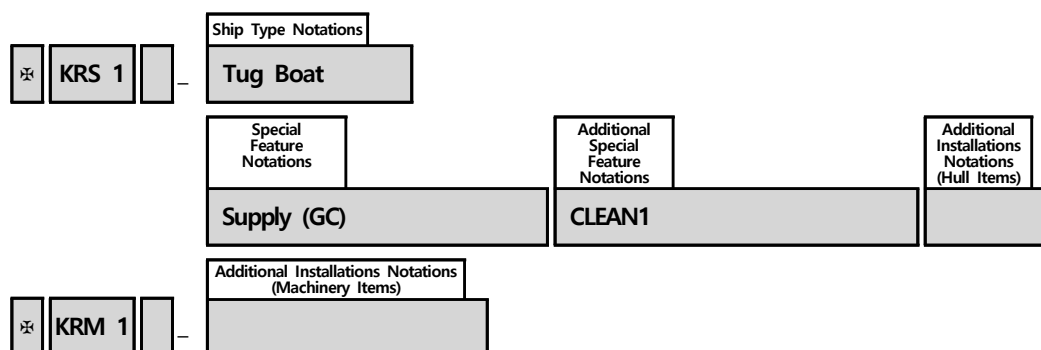 Ship Type Notations
✠ KRS 1 _ Tug Boat
Special
Feature
Notations
Additional
Special
Feature
Notations
Additional
Installations
Notations
(Hull Items)
Supply (GC) CLEAN1
Additional Installations Notations
(Machinery Items)
✠ KRM 1 _